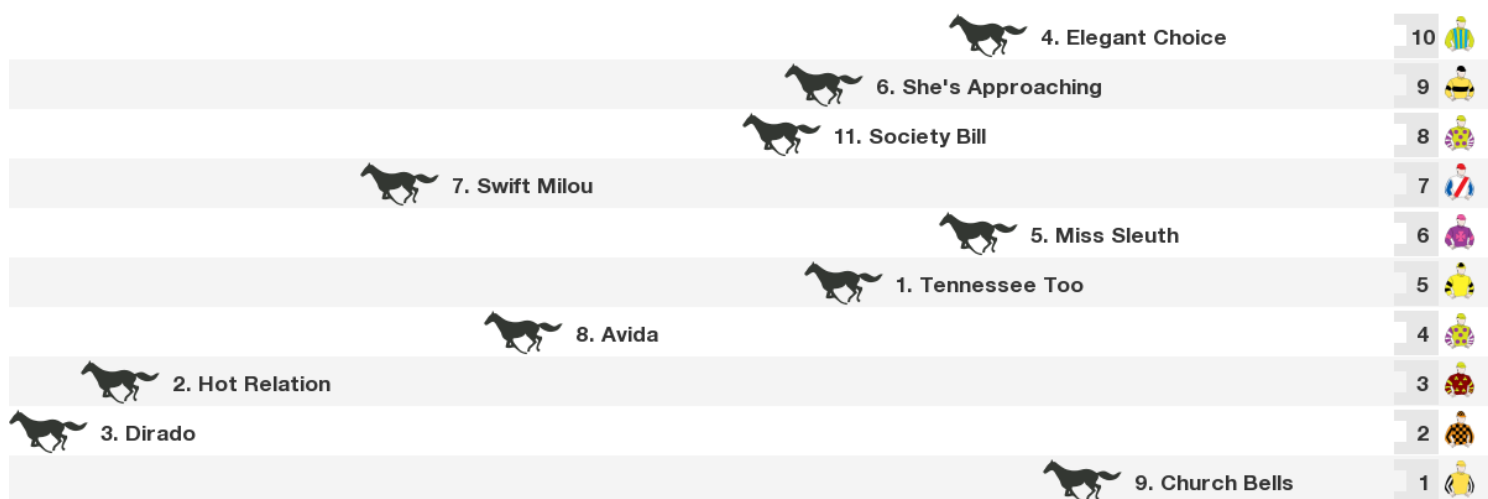 4. Elegant Choice 10
6. She's Approaching 9
11. Society Bill 8
7. Swift Milou 7
5. Miss Sleuth 6
1. Tennessee Too 5
8. Avida 4
2. Hot Relation 3
3. Dirado 2
9. Church Bells 1